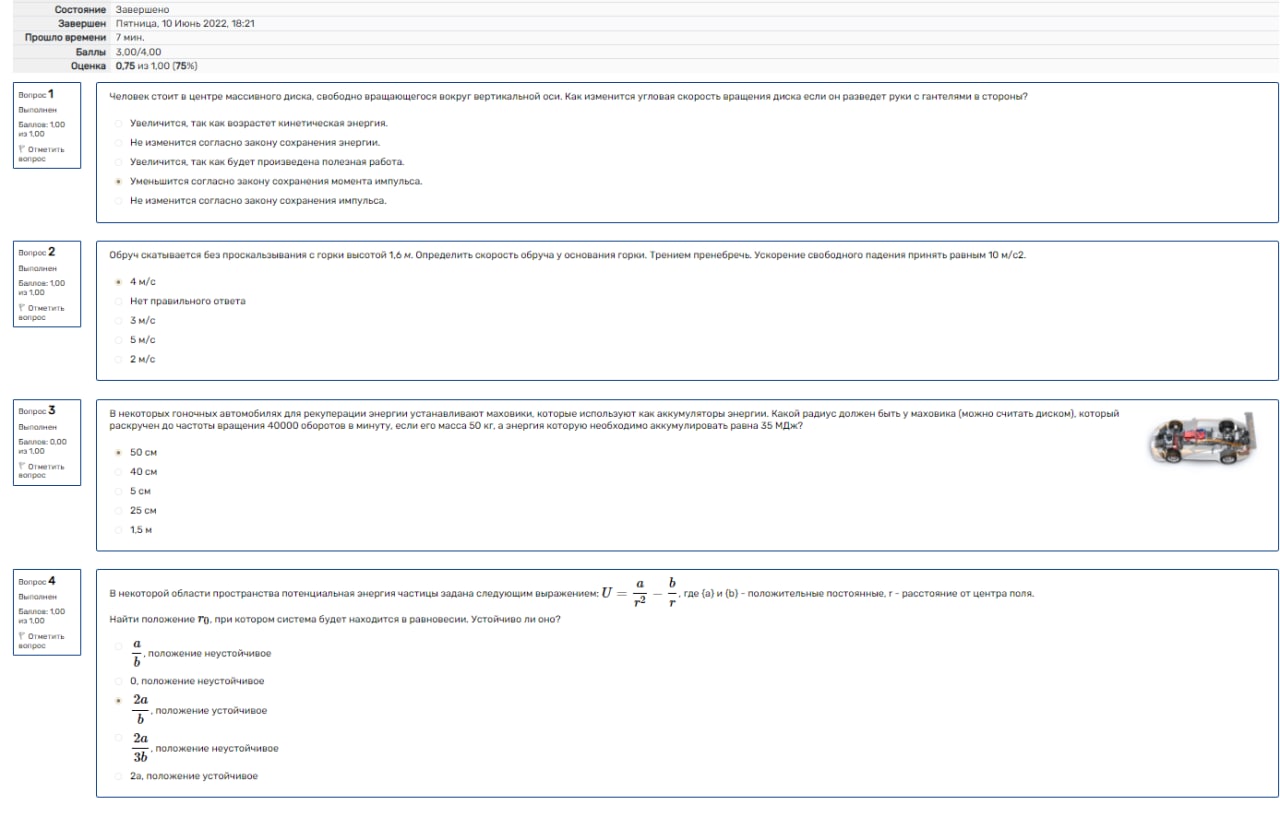 Состояние Завершено
Завершен Пятница, 10 Июнь 2022, 18:21
Прошло времени 7 мин.
Баллы 3,00/4,00
Оценка 0,75 из 1,00 (75%)
Вопрос 1
Выполнен
Баллов: 1,00
из 1,00
Отметить
вопрос
Человек стоит в центре массивного диска, свободно вращающегося вокруг вертикальной оси. Как изменится угловая скорость вращения диска если он разведет руки с гантелями в стороны?
Увеличится, так как возрастет кинетическая энергия.
Не изменится согласно закону сохранения энергии.
Увеличится, так как будет произведена полезная работа.
Уменьшится согласно закону сохранения момента импульса.
Не изменится согласно закону сохранения импульса.
Вопрос 2
Выполнен
Баллов: 1,00
из 1,00
Отметить
вопрос
Обруч скатывается без проскальзывания с горки высотой 1,6 м. Определить скорость обруча у основания горки. Трением пренебречь. Ускорение свободного падения принять равным 10 м/с2.
4 м/с
Нет правильного ответа
3 м/с
5 м/с
2 м/с
Вопрос 3
Выполнен
Баллов: 0,00
из 1,00
Отметить
вопрос
В некоторых гоночных автомобилях для рекуперации энергии устанавливают маховики, которые используют как аккумуляторы энергии. Какой радиус должен быть у маховика (можно считать диском), который
раскручен до частоты вращения 40000 оборотов в минуту, если его масса 50 кг, а энергия которую необходимо аккумулировать равна 35 МДж?
50 см
40 см
5 см
25 см
1,5 м
Вопрос 4
Выполнен
Баллов: 1,00
из 1,00
Отметить
вопрос
В некоторой области пространства потенциальная энергия частицы задана следующим выражением: U = a/r² − b/r, где {a} и {b} - положительные постоянные, r - расстояние от центра поля.
Найти положение r₀, при котором система будет находится в равновесии. Устойчиво ли оно?
a/b, положение неустойчивое
0, положение неустойчивое
2a/b, положение устойчивое
2a/3b, положение неустойчивое
2a, положение устойчивое